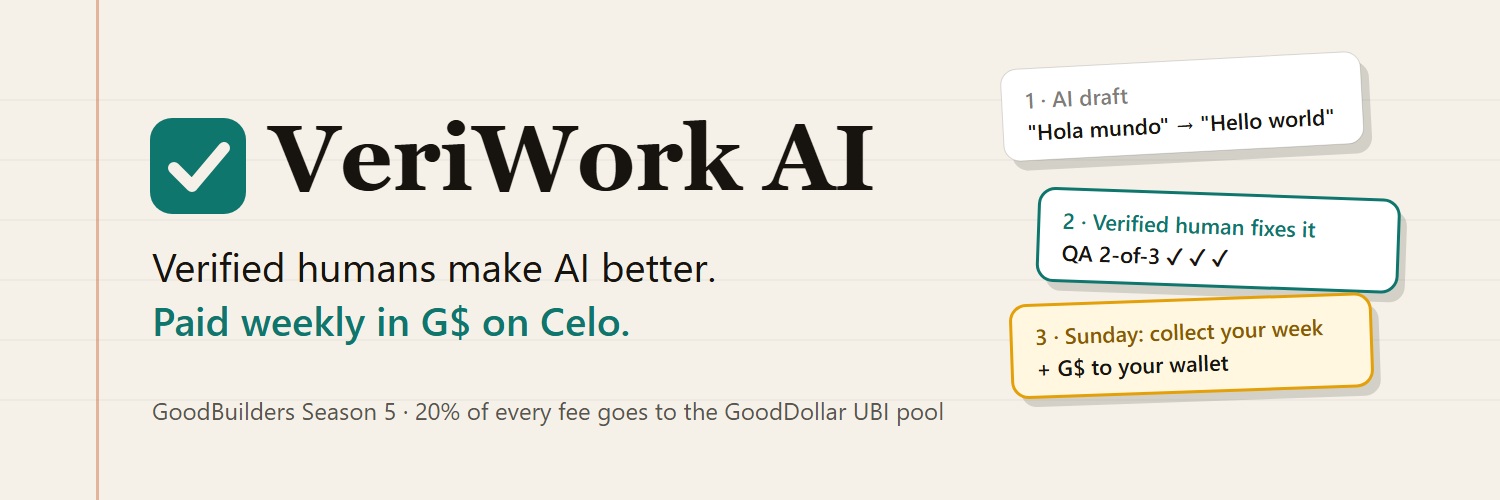 VeriWork AI
Verified humans make AI better.
Paid weekly in G$ on Celo.
GoodBuilders Season 5 · 20% of every fee goes to the GoodDollar UBI pool
1 · AI draft
"Hola mundo" → "Hello world"
2 · Verified human fixes it
QA 2-of-3 ✓ ✓ ✓
3 · Sunday: collect your week
+ G$ to your wallet